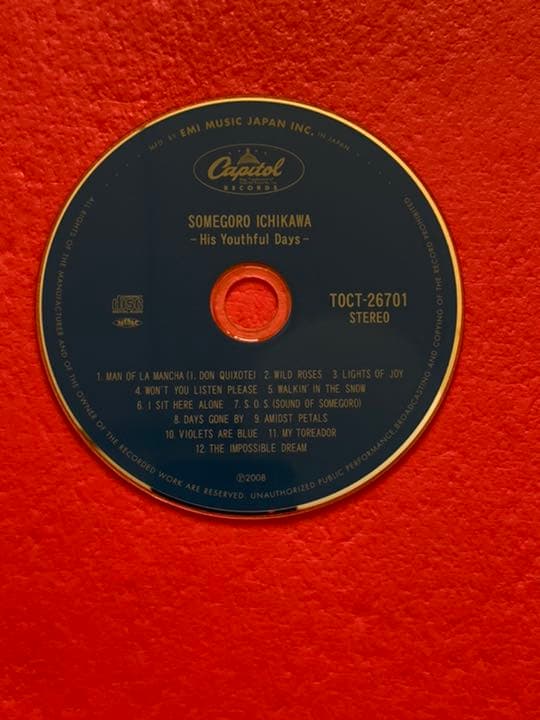 MFD. BY EMI MUSIC JAPAN INC. IN JAPAN
Capitol
RECORDS
SOMEGORO ICHIKAWA
-His Youthful Days-
TOCT-26701
STEREO
disc
1. MAN OF LA MANCHA(I. DON QUIXOTE) 2. WILD ROSES 3. LIGHTS OF JOY
4. WON'T YOU LISTEN PLEASE 5. WALKIN' IN THE SNOW
6. I SIT HERE ALONE 7. S O S (SOUND OF SOMEGORO)
8. DAYS GONE BY 9. AMIDST PETALS
10. VIOLETS ARE BLUE 11. MY TOREADOR
12. THE IMPOSSIBLE DREAM
℗2008
ALL RIGHTS OF THE MANUFACTURER AND OF THE OWNER OF THE RECORDED WORK ARE RESERVED. UNAUTHORIZED PUBLIC PERFORMANCE, BROADCASTING AND COPYING OF THE RECORD PROHIBITED